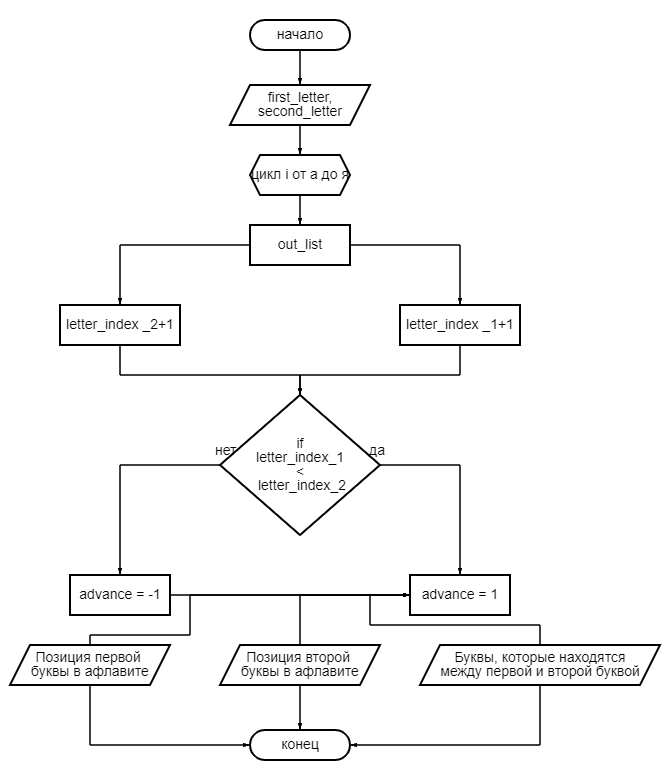 начало
first_letter,
second_letter
цикл i от а до я
out_list
letter_index _2+1
letter_index _1+1
нет
if
letter_index_1
<
letter_index_2
да
advance = -1
advance = 1
Позиция первой
буквы в афлавите
Позиция второй
буквы в афлавите
Буквы, которые находятся
между первой и второй буквой
конец